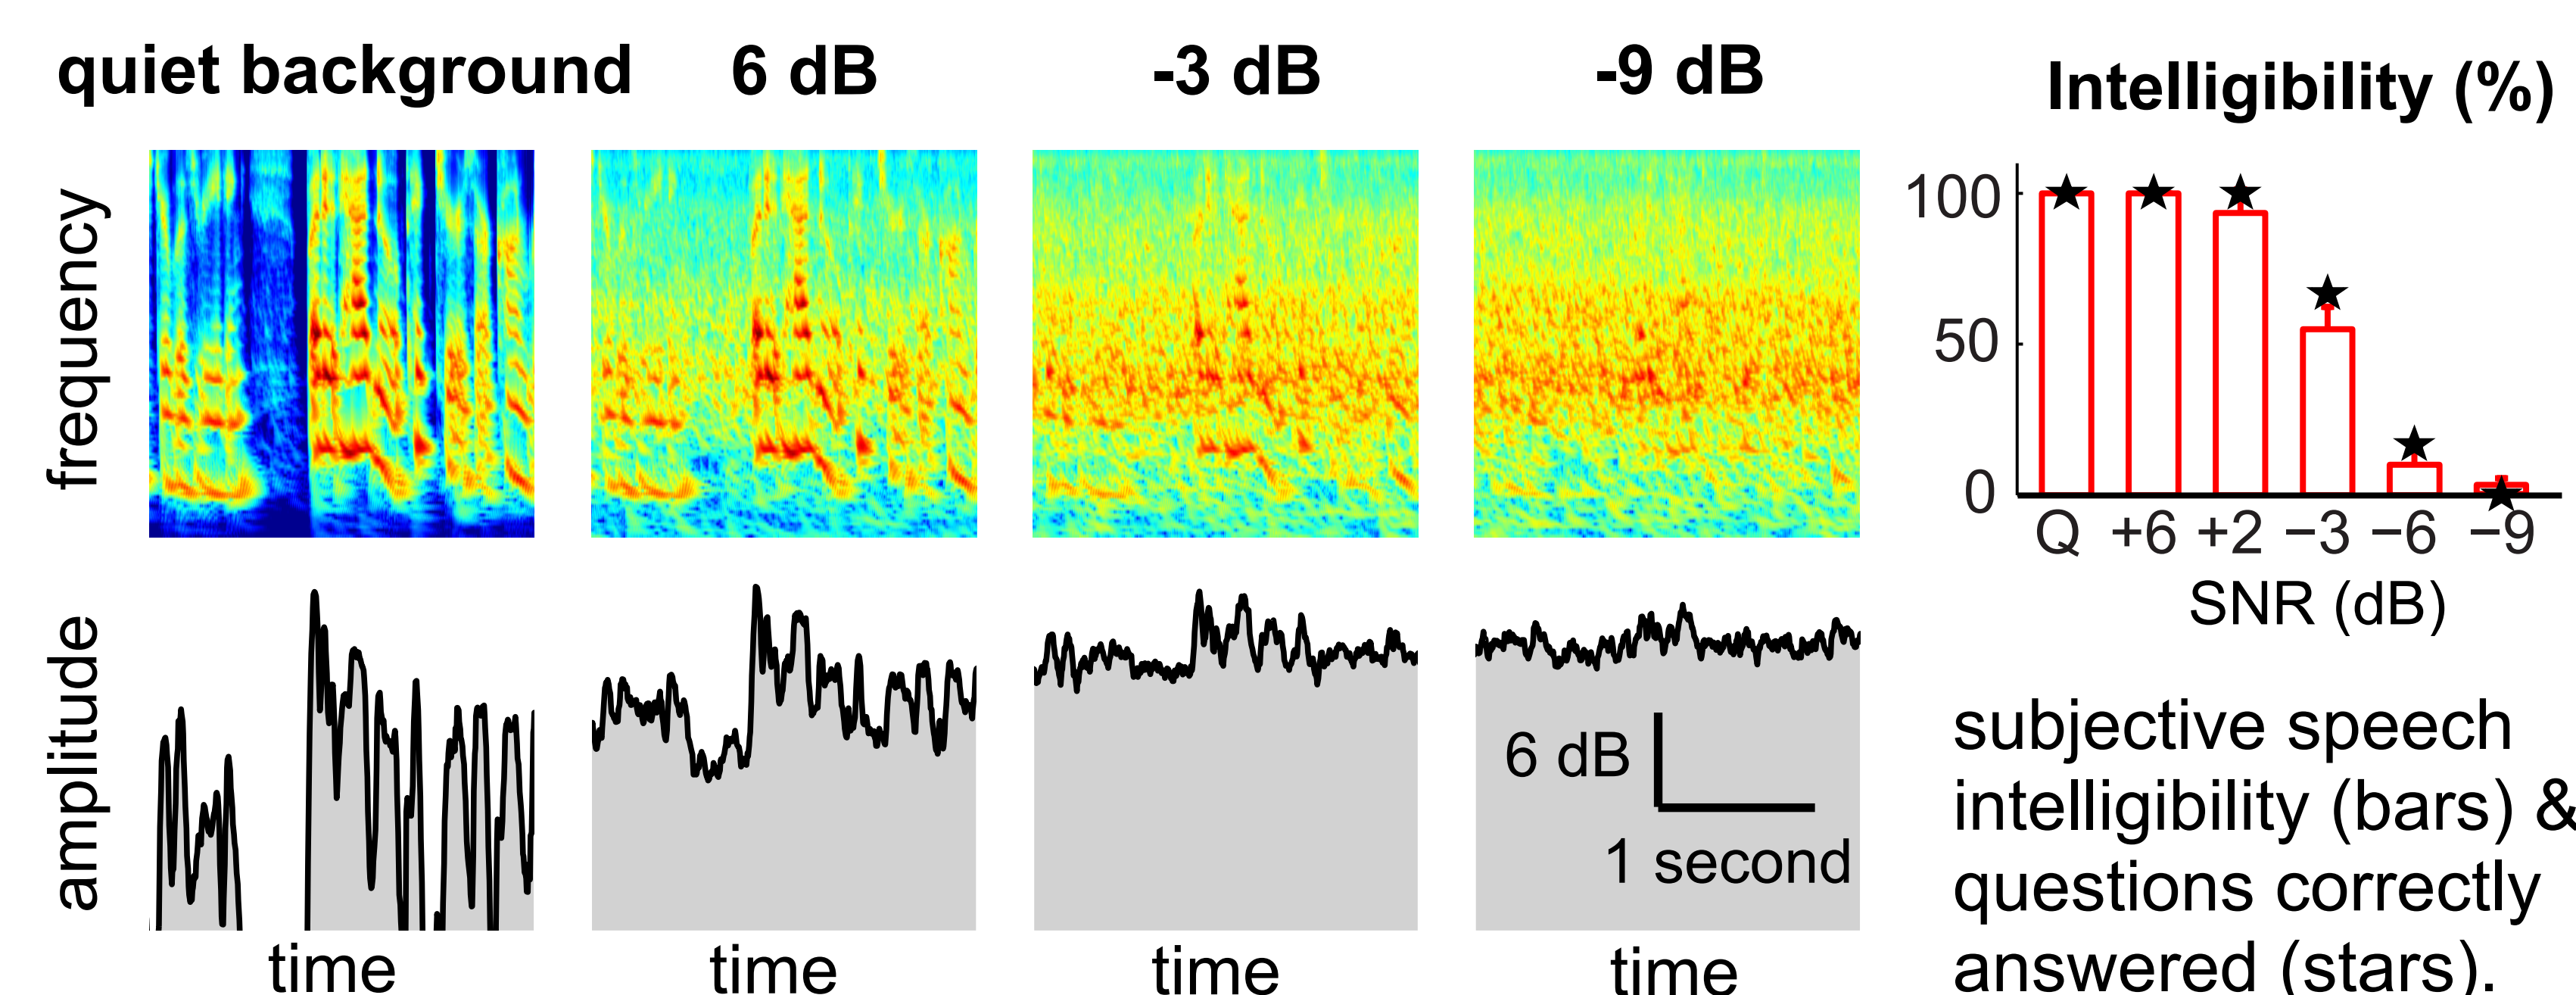 quiet background 6 dB -3 dB -9 dB
Intelligibility (%)
frequency
100
50
0
Q +6 +2 −3 −6 −9
SNR (dB)
amplitude
6 dB
1 second
time time time time
subjective speech
intelligibility (bars) &
questions correctly
answered (stars).